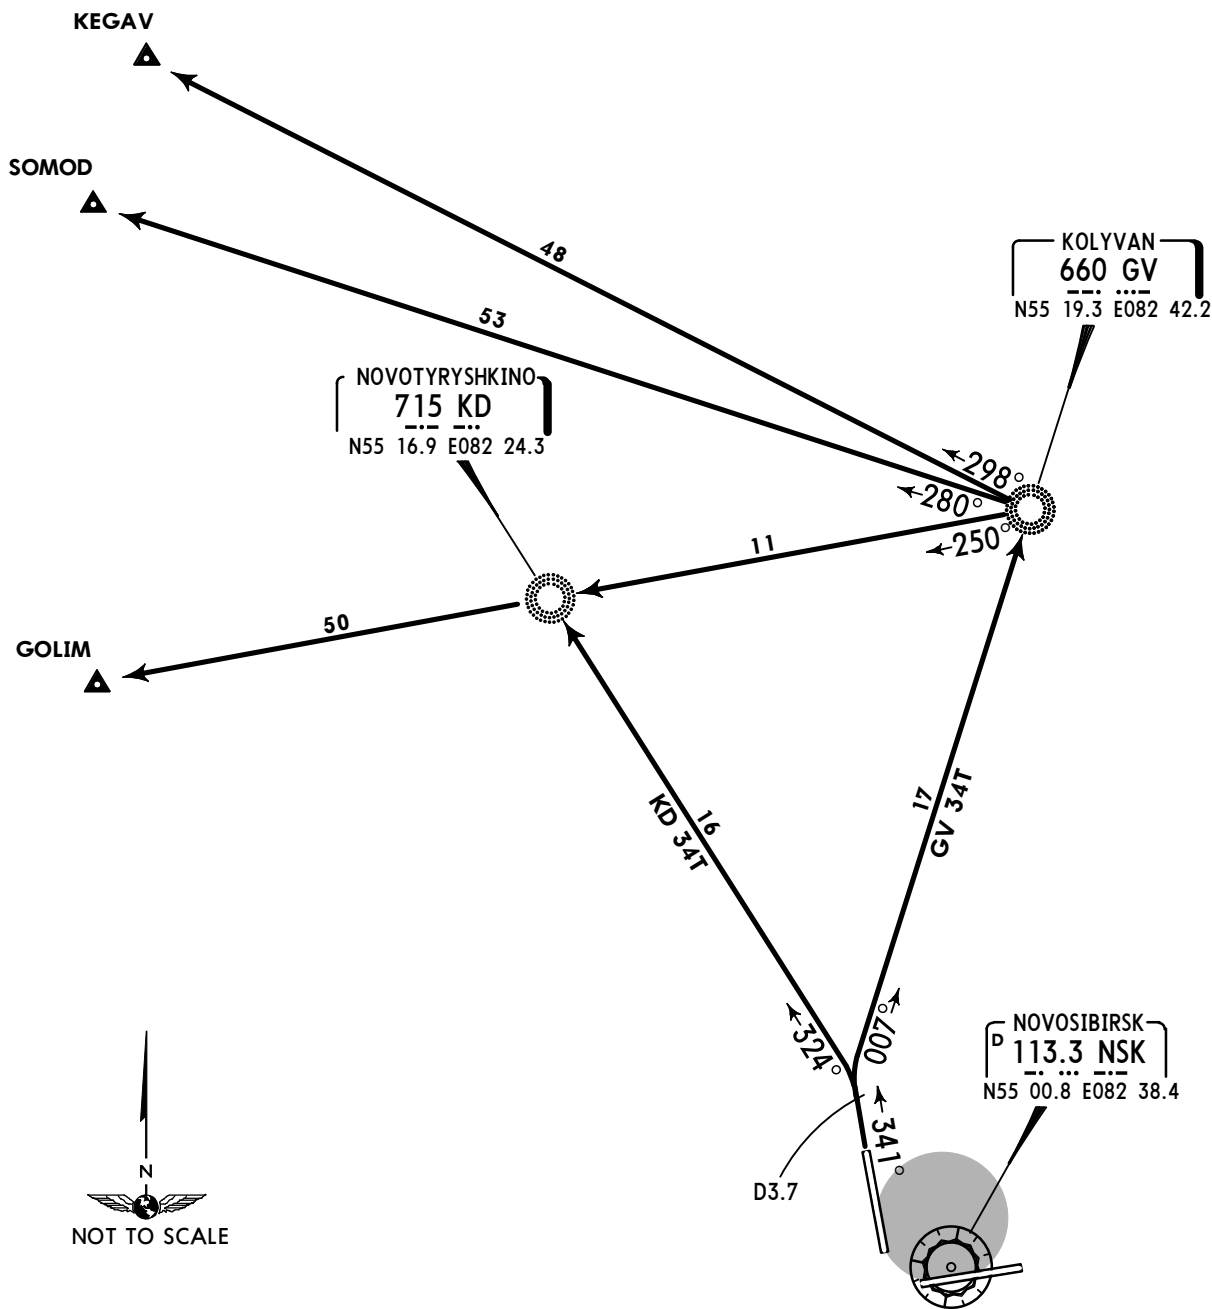 KEGAV
SOMOD
48
KOLYVAN
660 GV
N55 19.3 E082 42.2
53
NOVOTYRYSHKINO
715 KD
N55 16.9 E082 24.3
298°
280°
250°
11
50
GOLIM
16
KD 34T
17
GV 34T
324°
007°
NOVOSIBIRSK
D 113.3 NSK
N55 00.8 E082 38.4
341°
D3.7
N
NOT TO SCALE